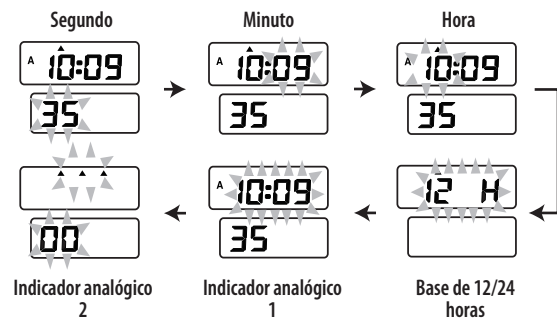 Segundo
Minuto
Hora
A 10:09
35
A 10:09
35
A 10:09
35
00
A 10:09
35
12 H
Indicador analógico
2
Indicador analógico
1
Base de 12/24
horas